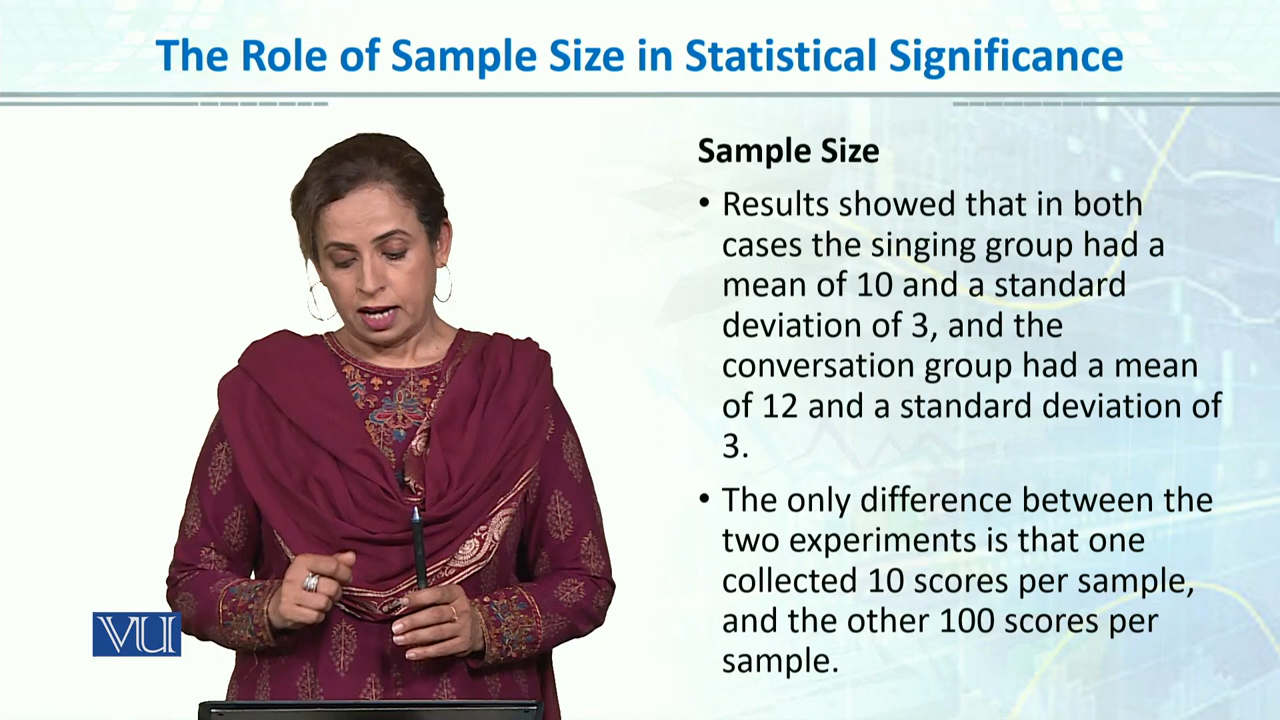 The Role of Sample Size in Statistical Significance
Sample Size
• Results showed that in both
cases the singing group had a
mean of 10 and a standard
deviation of 3, and the
conversation group had a mean
of 12 and a standard deviation of
3.
• The only difference between the
two experiments is that one
collected 10 scores per sample,
and the other 100 scores per
sample.
VU